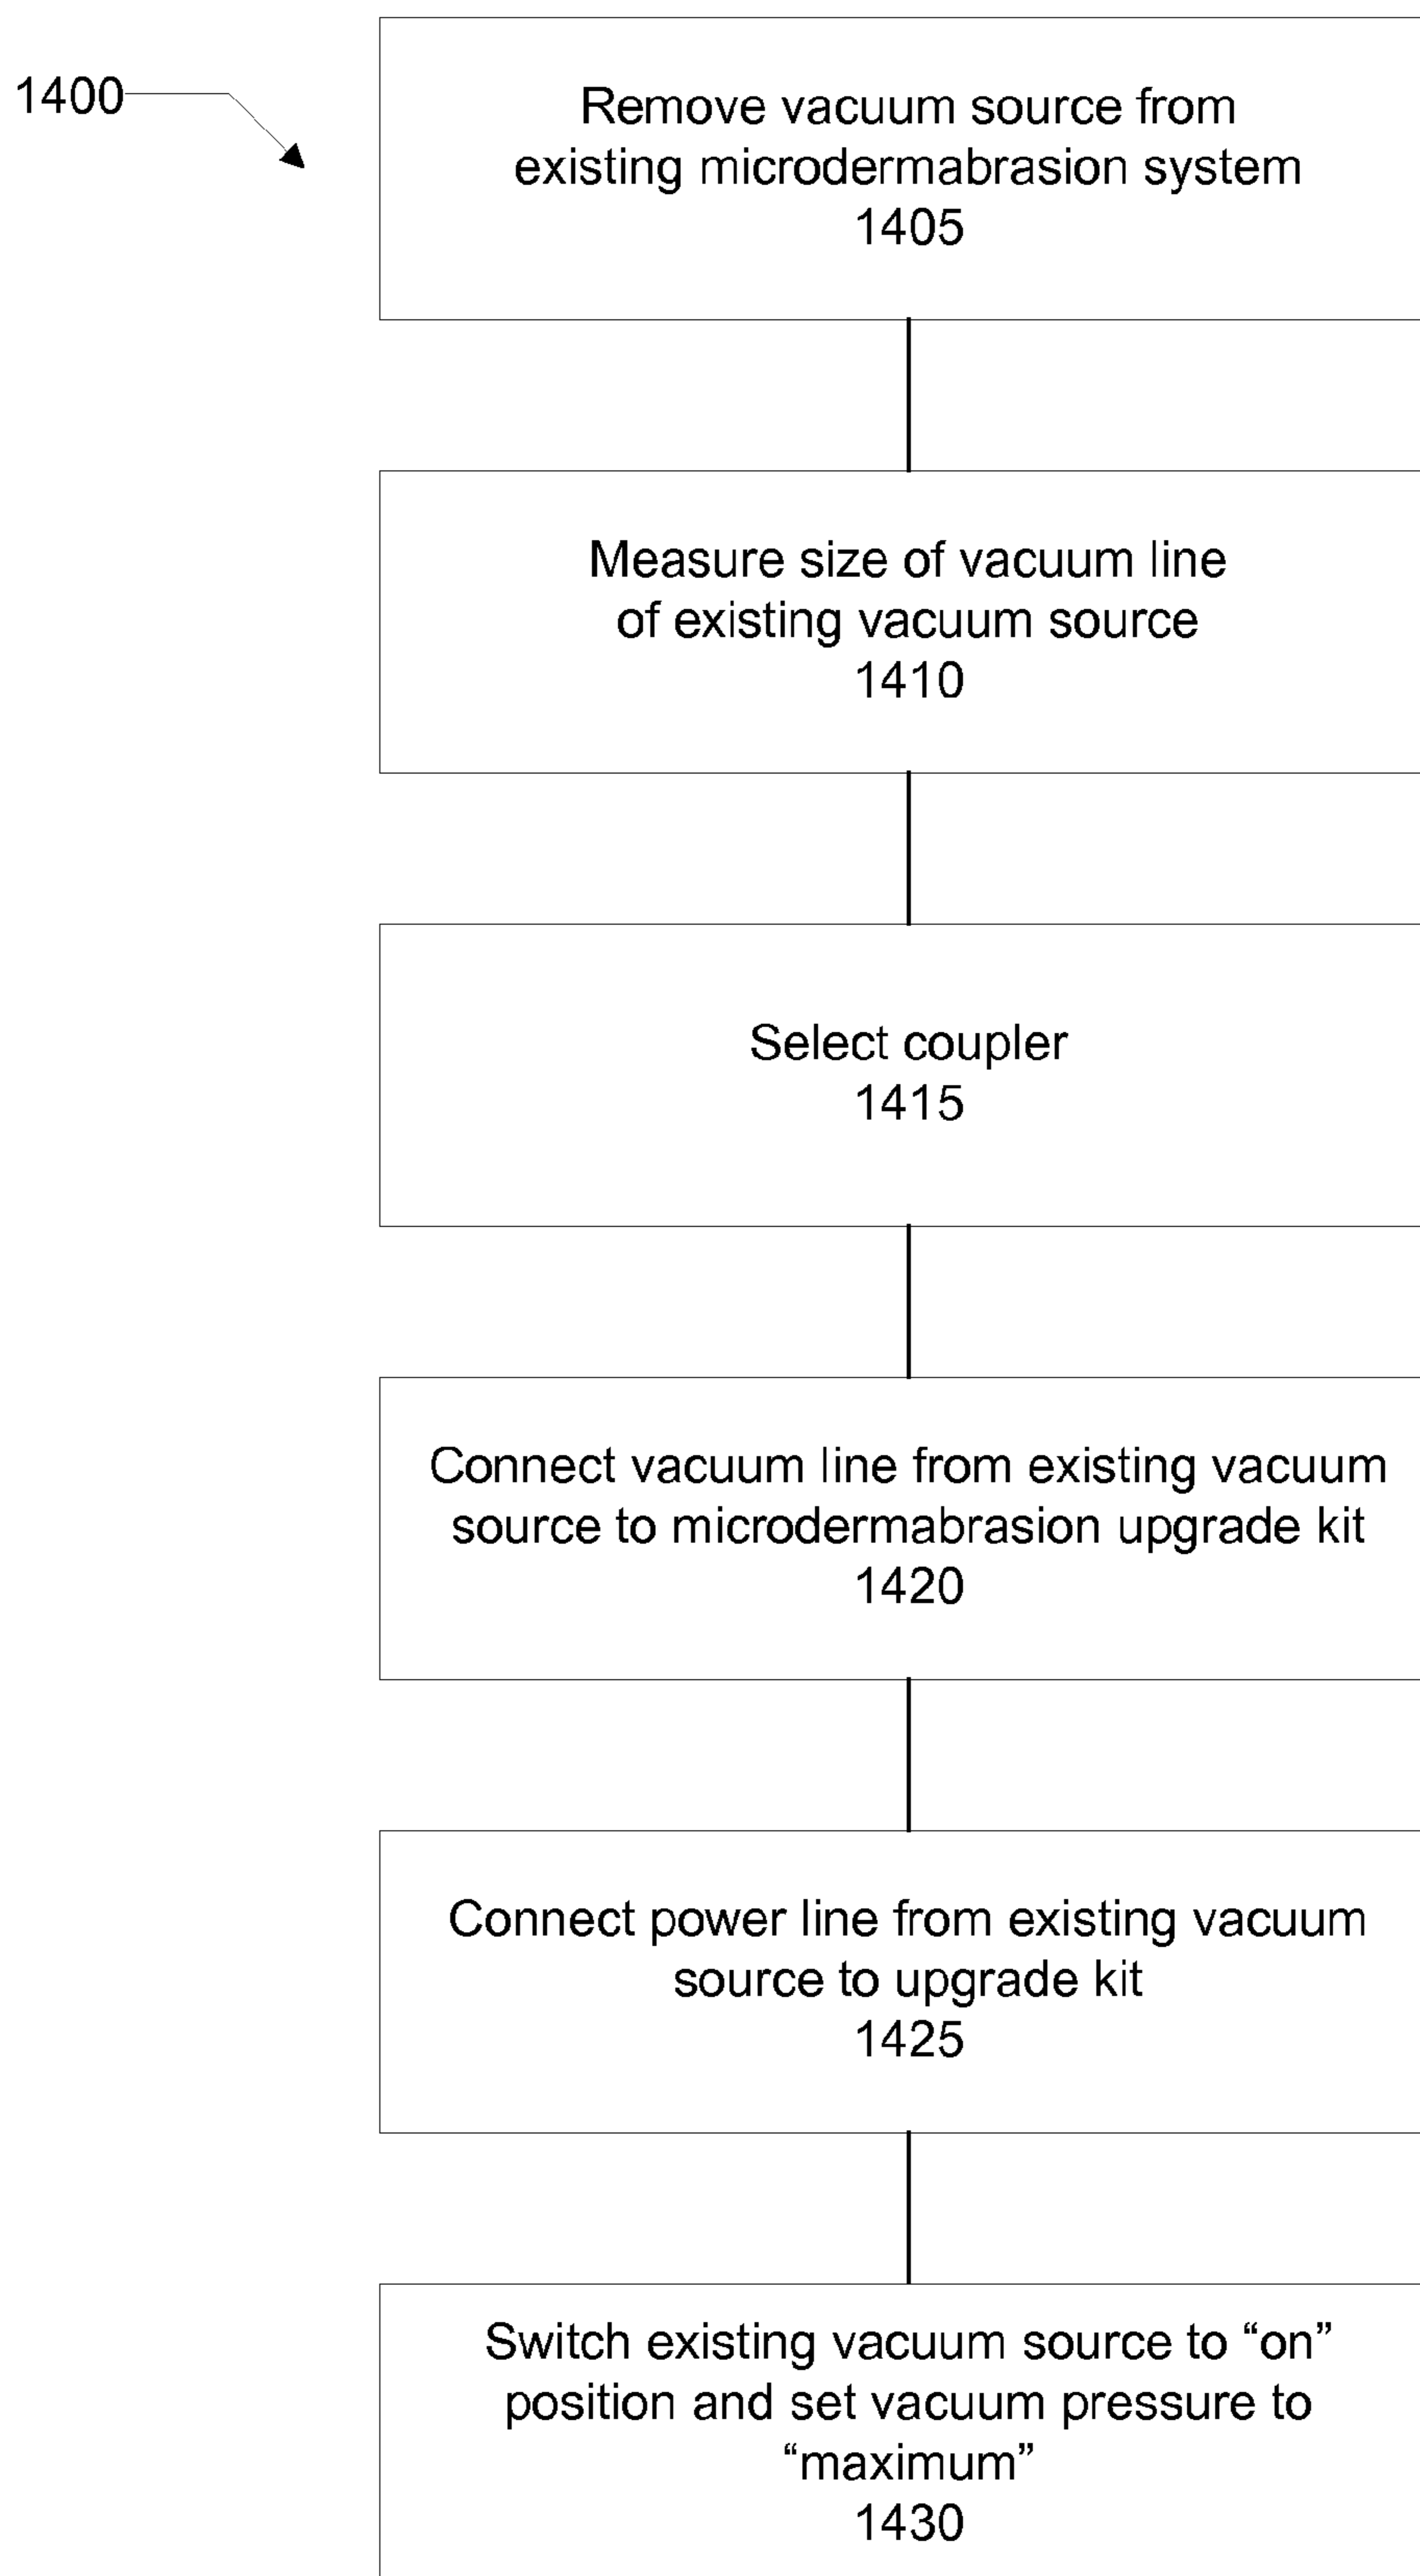 1400
Remove vacuum source from
existing microdermabrasion system
1405
Measure size of vacuum line
of existing vacuum source
1410
Select coupler
1415
Connect vacuum line from existing vacuum
source to microdermabrasion upgrade kit
1420
Connect power line from existing vacuum
source to upgrade kit
1425
Switch existing vacuum source to “on”
position and set vacuum pressure to
“maximum”
1430